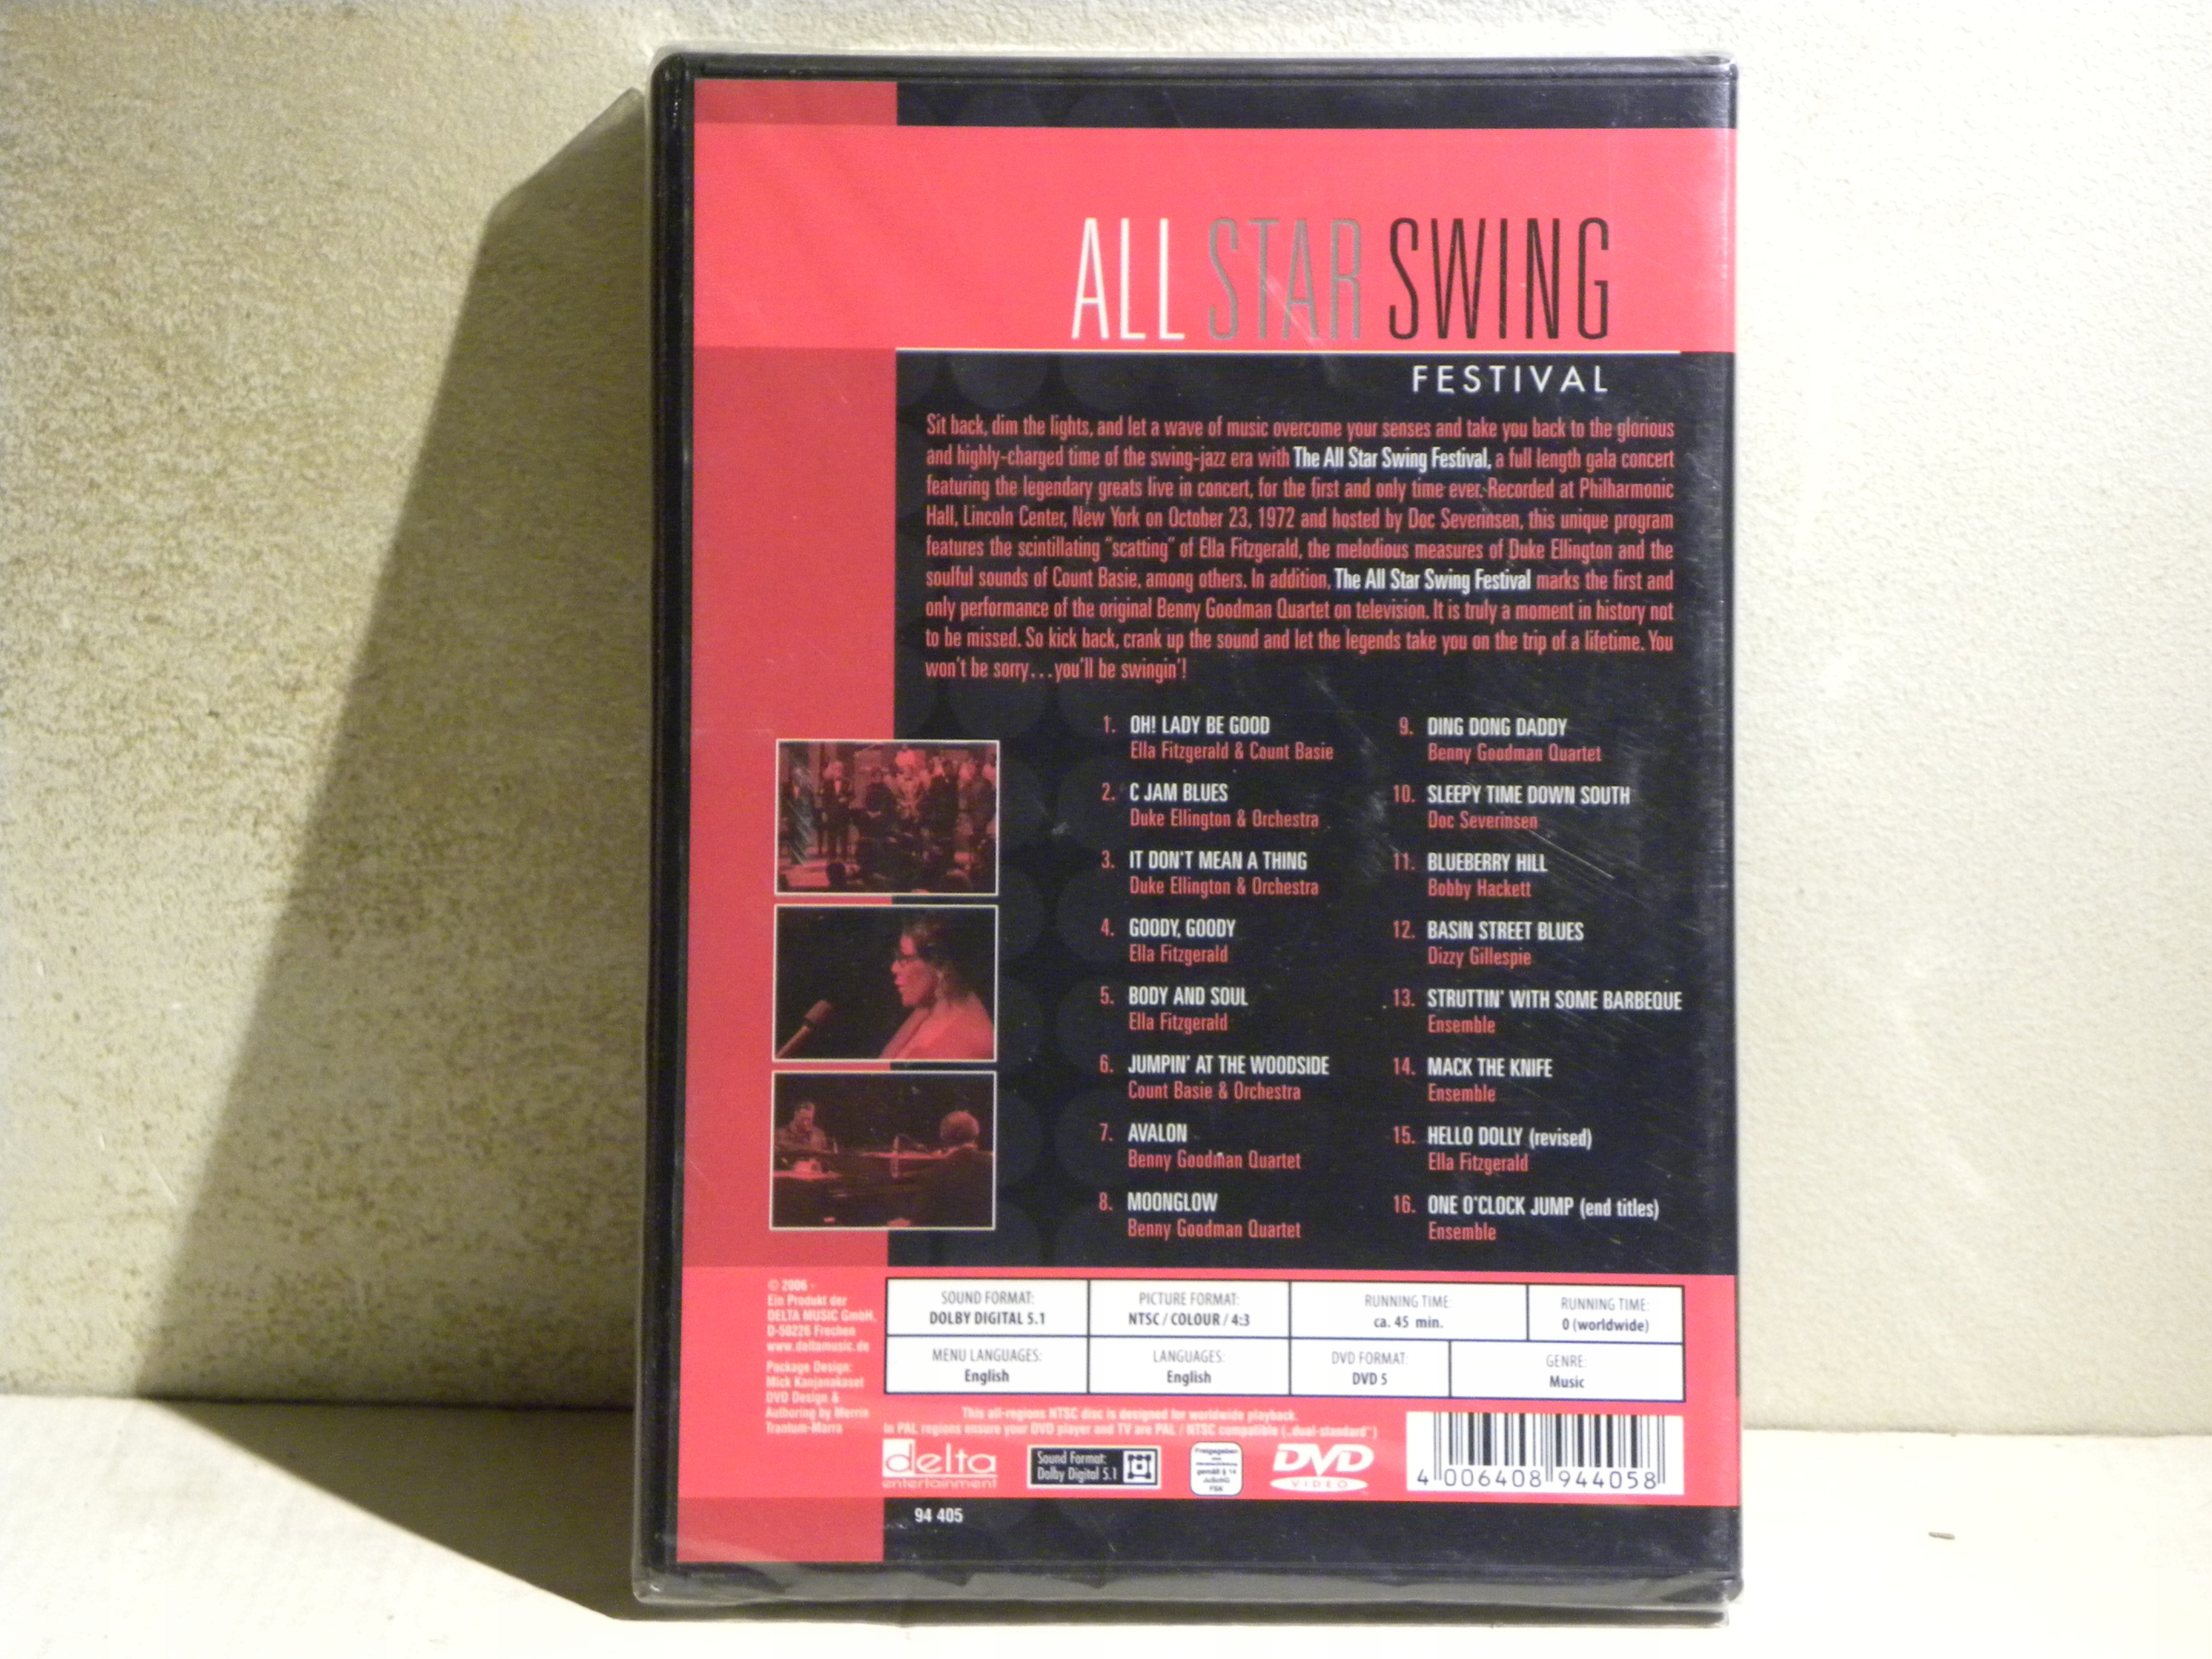 ALL STAR SWING
FESTIVAL
Sit back, dim the lights, and let a wave of music overcome your senses and take you back to the glorious
and highly-charged time of the swing-jazz era with The All Star Swing Festival, a full length gala concert
featuring the legendary greats live in concert, for the first and only time ever. Recorded at Philharmonic
Hall, Lincoln Center, New York on October 23, 1972 and hosted by Doc Severinsen, this unique program
features the scintillating "scatting" of Ella Fitzgerald, the melodious measures of Duke Ellington and the
soulful sounds of Count Basie, among others. In addition, The All Star Swing Festival marks the first and
only performance of the original Benny Goodman Quartet on television. It is truly a moment in history not
to be missed. So kick back, crank up the sound and let the legends take you on the trip of a lifetime. You
won't be sorry...you'll be swingin'!
1. OH! LADY BE GOOD
Ella Fitzgerald & Count Basie
2. C JAM BLUES
Duke Ellington & Orchestra
3. IT DON'T MEAN A THING
Duke Ellington & Orchestra
4. GOODY, GOODY
Ella Fitzgerald
5. BODY AND SOUL
Ella Fitzgerald
6. JUMPIN' AT THE WOODSIDE
Count Basie & Orchestra
7. AVALON
Benny Goodman Quartet
8. MOONGLOW
Benny Goodman Quartet
9. DING DONG DADDY
Benny Goodman Quartet
10. SLEEPY TIME DOWN SOUTH
Doc Severinsen
11. BLUEBERRY HILL
Bobby Hackett
12. BASIN STREET BLUES
Dizzy Gillespie
13. STRUTTIN' WITH SOME BARBEQUE
Ensemble
14. MACK THE KNIFE
Ensemble
15. HELLO DOLLY (revised)
Ella Fitzgerald
16. ONE O'CLOCK JUMP (end titles)
Ensemble
© 2006 -
Ein Produkt der
DELTA MUSIC GmbH,
D-50226 Frechen
www.deltamusic.de
Package Design:
Mick Kanjanakaset
DVD Design &
Authoring by Merrin
Trantum-Marra
SOUND FORMAT:
DOLBY DIGITAL 5.1
PICTURE FORMAT:
NTSC / COLOUR / 4:3
RUNNING TIME:
ca. 45 min.
RUNNING TIME:
0 (worldwide)
MENU LANGUAGES:
English
LANGUAGES:
English
DVD FORMAT:
DVD 5
GENRE:
Music
This all-regions NTSC disc is designed for worldwide playback.
in PAL regions ensure your DVD player and TV are PAL / NTSC compatible („dual-standard")
delta
entertainment
Sound Format:
Dolby Digital 5.1
Freigegeben
gemäß § 14
JuSchG
FSK
DVD
VIDEO
4 006408 944058
94 405